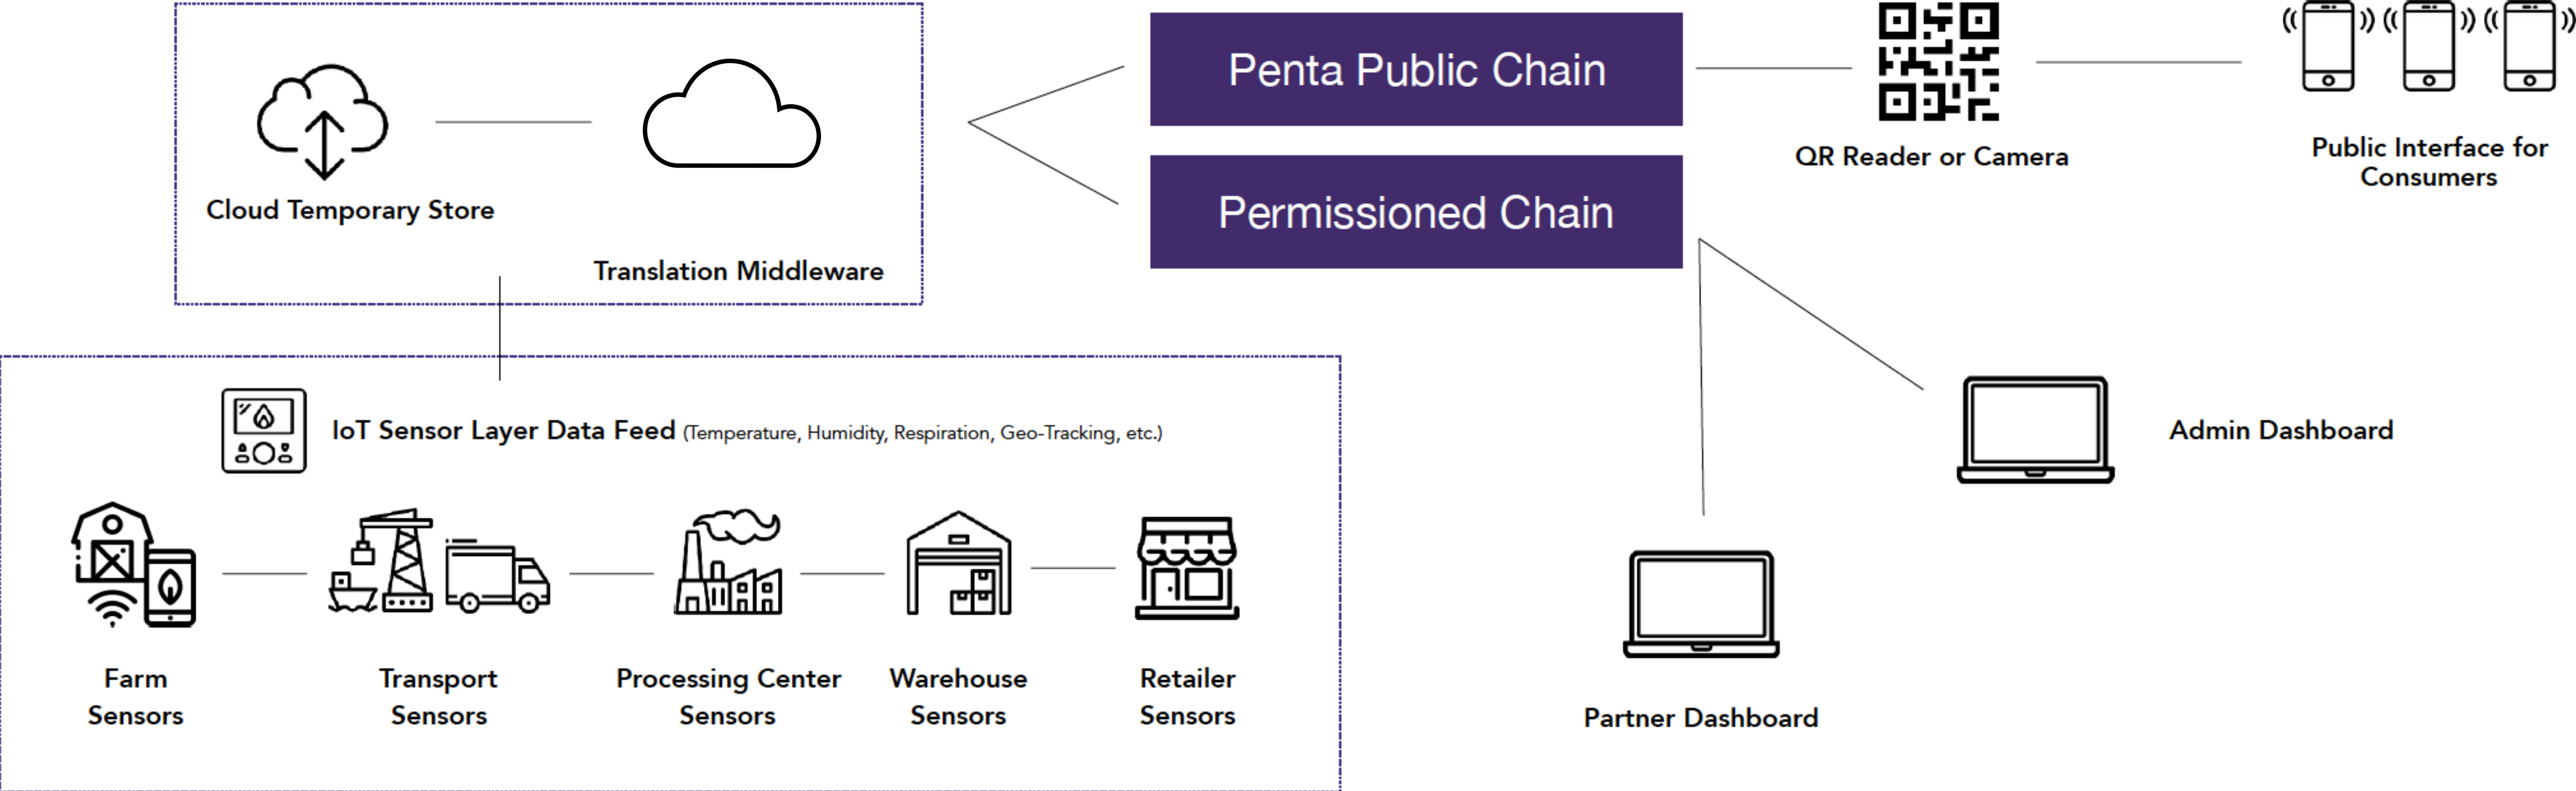 Penta Public Chain
Permissioned Chain
Cloud Temporary Store
Translation Middleware
QR Reader or Camera
Public Interface for
Consumers
IoT Sensor Layer Data Feed (Temperature, Humidity, Respiration, Geo-Tracking, etc.)
Farm
Sensors
Transport
Sensors
Processing Center
Sensors
Warehouse
Sensors
Retailer
Sensors
Admin Dashboard
Partner Dashboard